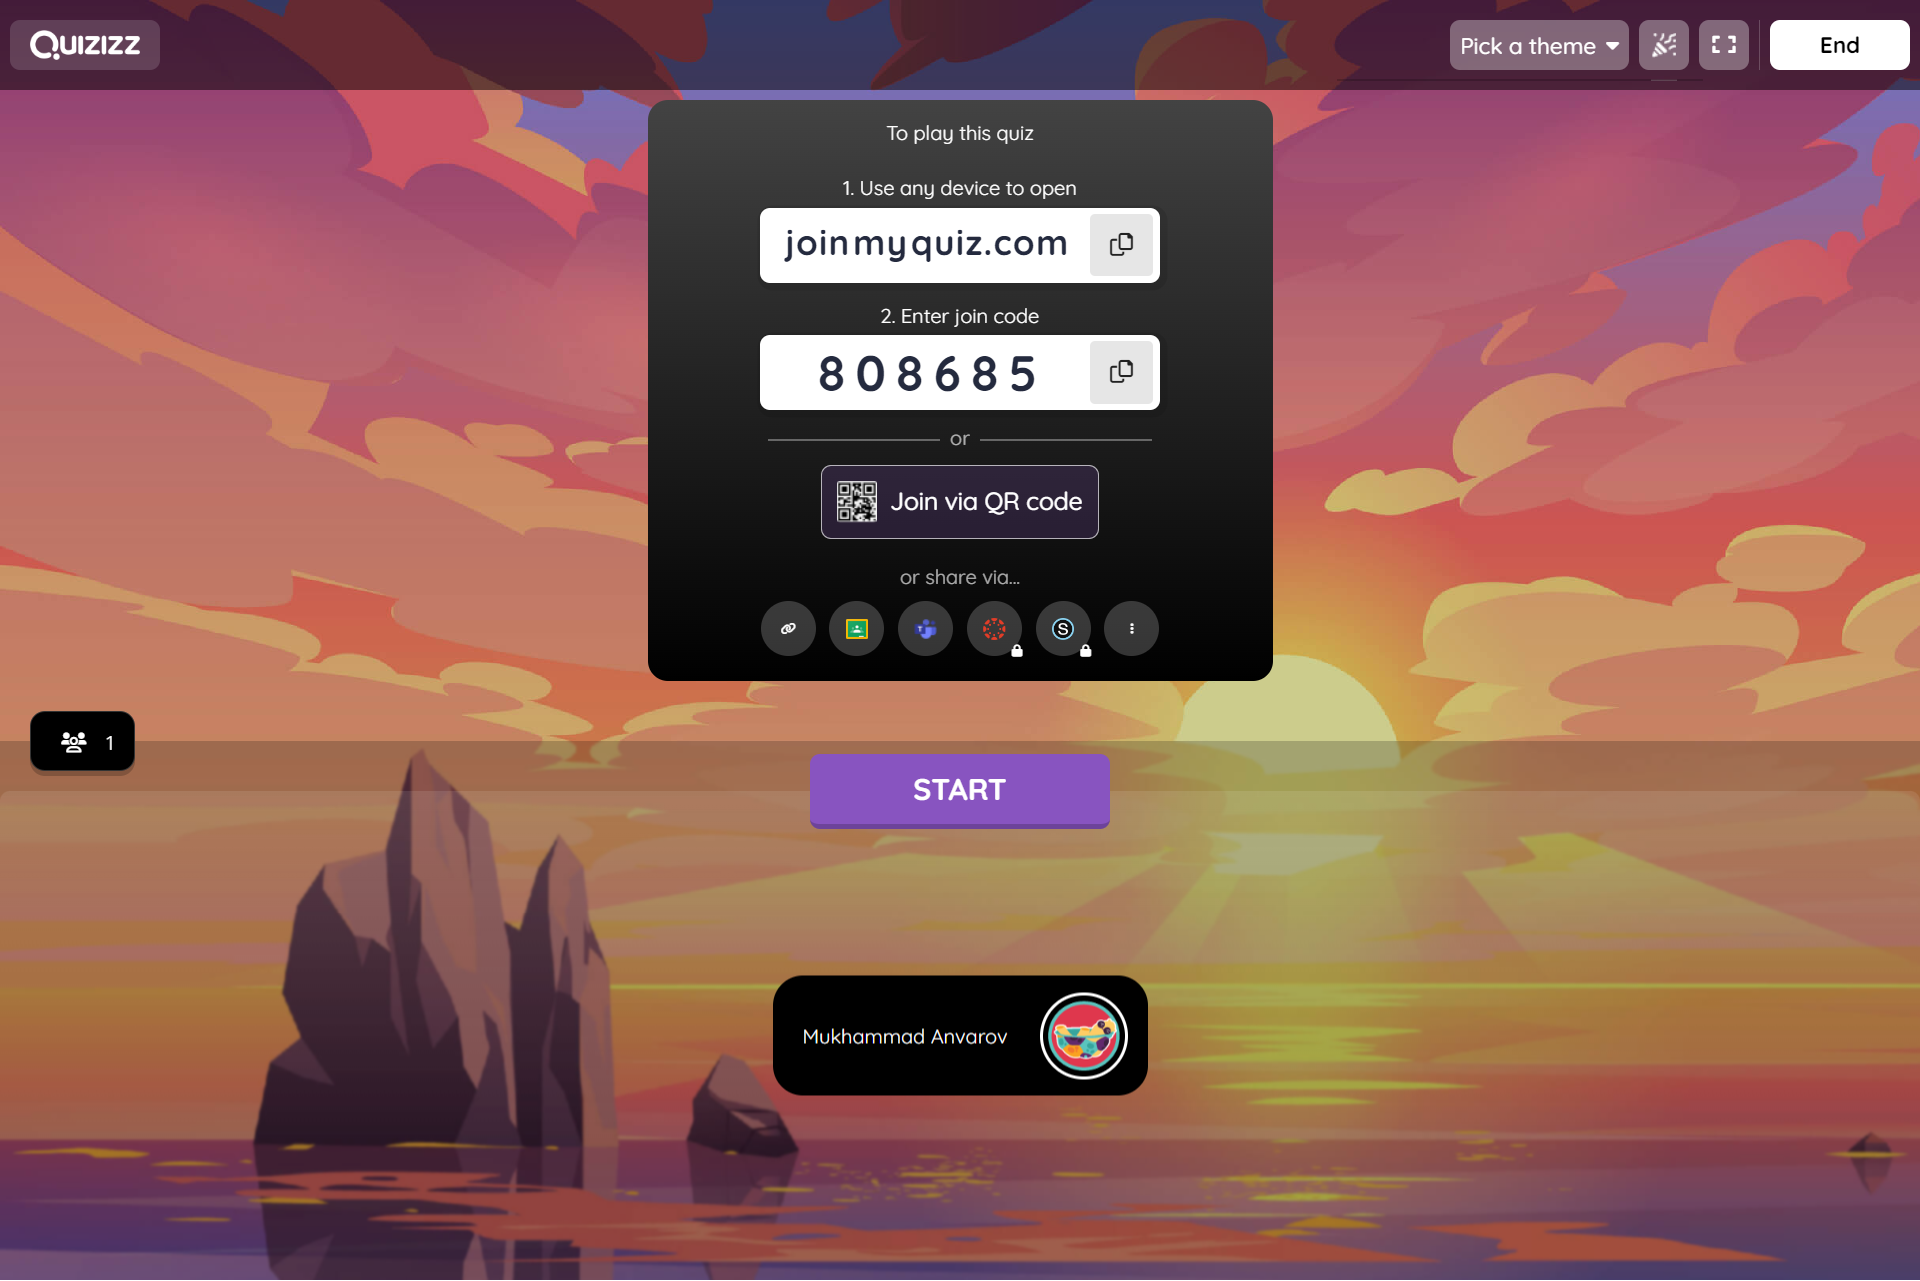 QUIZIZZ
Pick a theme
End
To play this quiz
1. Use any device to open
joinmyquiz.com
2. Enter join code
808685
or
Join via QR code
or share via...
T
S
1
START
Mukhammad Anvarov